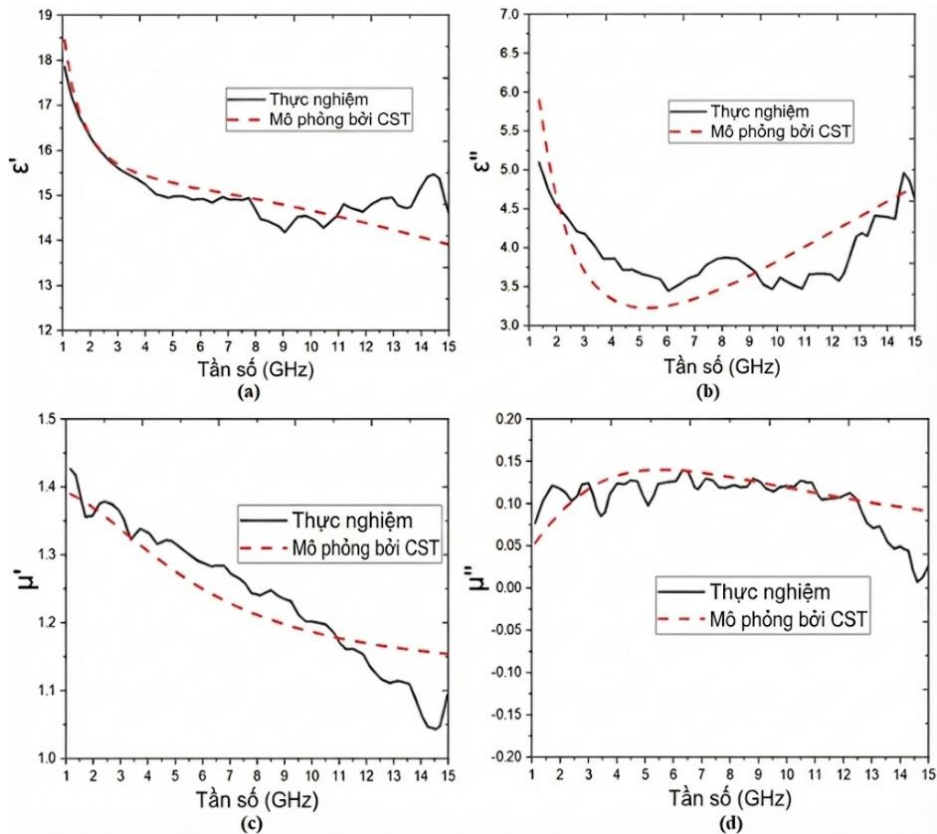 ε'
19
18
17
16
15
14
13
12
Thực nghiệm
Mô phỏng bởi CST
1 2 3 4 5 6 7 8 9 10 11 12 13 14 15
Tần số (GHz)
(a)
ε''
7.0
6.5
6.0
5.5
5.0
4.5
4.0
3.5
3.0
Thực nghiệm
Mô phỏng bởi CST
1 2 3 4 5 6 7 8 9 10 11 12 13 14 15
Tần số (GHz)
(b)
μ'
1.5
1.4
1.3
1.2
1.1
1.0
Thực nghiệm
Mô phỏng bởi CST
1 2 3 4 5 6 7 8 9 10 11 12 13 14 15
Tần số (GHz)
(c)
μ''
0.20
0.15
0.10
0.05
0.00
-0.05
-0.10
-0.15
-0.20
Thực nghiệm
Mô phỏng bởi CST
1 2 3 4 5 6 7 8 9 10 11 12 13 14 15
Tần số (GHz)
(d)